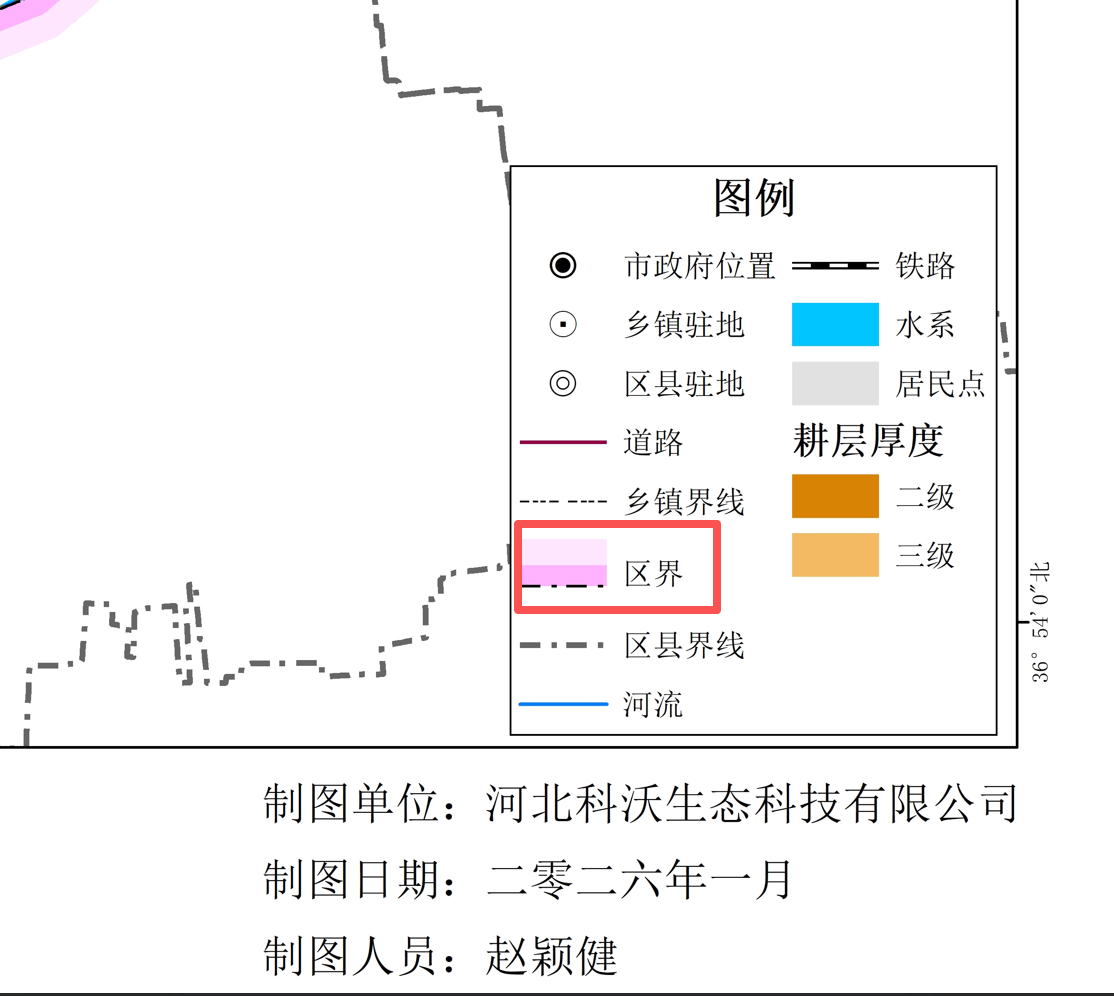 图例
市政府位置 铁路
乡镇驻地 水系
区县驻地 居民点
道路 耕层厚度
乡镇界线 二级
区界 三级
区县界线
河流
36° 54′ 0″北
制图单位：河北科沃生态科技有限公司
制图日期：二零二六年一月
制图人员：赵颖健